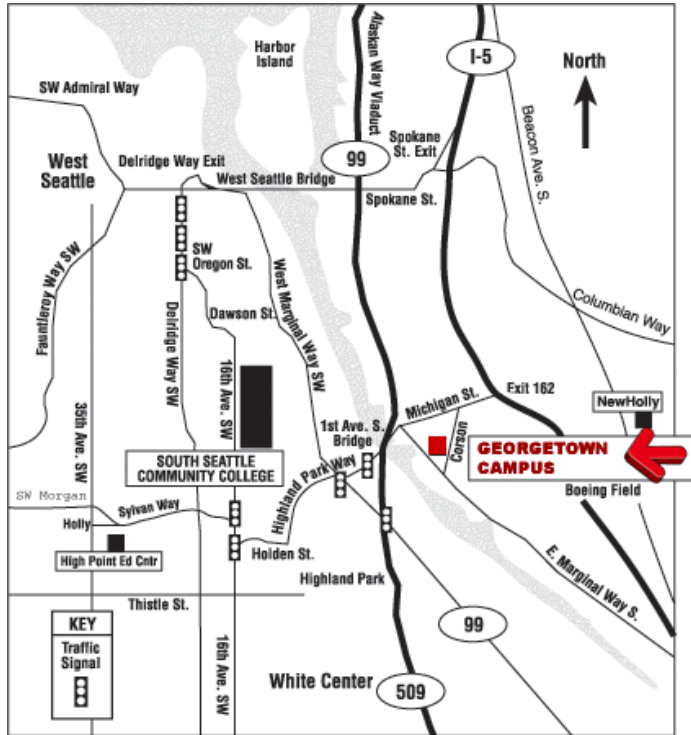 Harbor
Island
Alaskan Way Viaduct
I-5
North
SW Admiral Way
Beacon Ave. S.
Spokane
St. Exit
99
West
Seattle
Delridge Way Exit
West Seattle Bridge
Spokane St.
SW
Oregon St.
Fauntleroy Way SW
West Marginal Way SW
Columbian Way
Dawson St.
Delridge Way SW
16th Ave. SW
35th Ave. SW
Michigan St.
Exit 162
NewHolly
1st Ave. S.
Bridge
Corson
GEORGETOWN
CAMPUS
SOUTH SEATTLE
COMMUNITY COLLEGE
Highland Park Way
Boeing Field
SW Morgan
Sylvan Way
Holly
High Point Ed Cntr
Holden St.
E. Marginal Way S.
Highland Park
Thistle St.
KEY
Traffic
Signal
16th Ave. SW
99
White Center
509